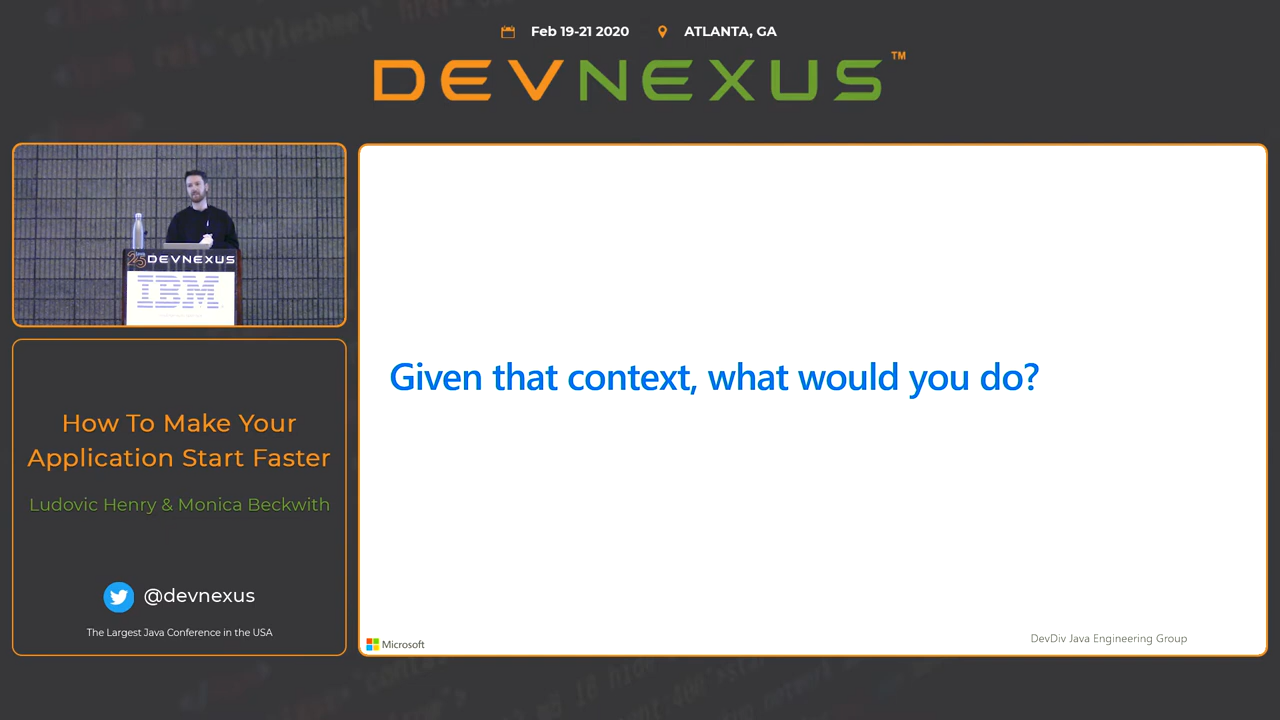 Feb 19-21 2020
ATLANTA, GA
DEVNEXUS™
25 DEVNEXUS
IBM
How To Make Your
Application Start Faster
Ludovic Henry & Monica Beckwith
@devnexus
The Largest Java Conference in the USA
Given that context, what would you do?
Microsoft
DevDiv Java Engineering Group